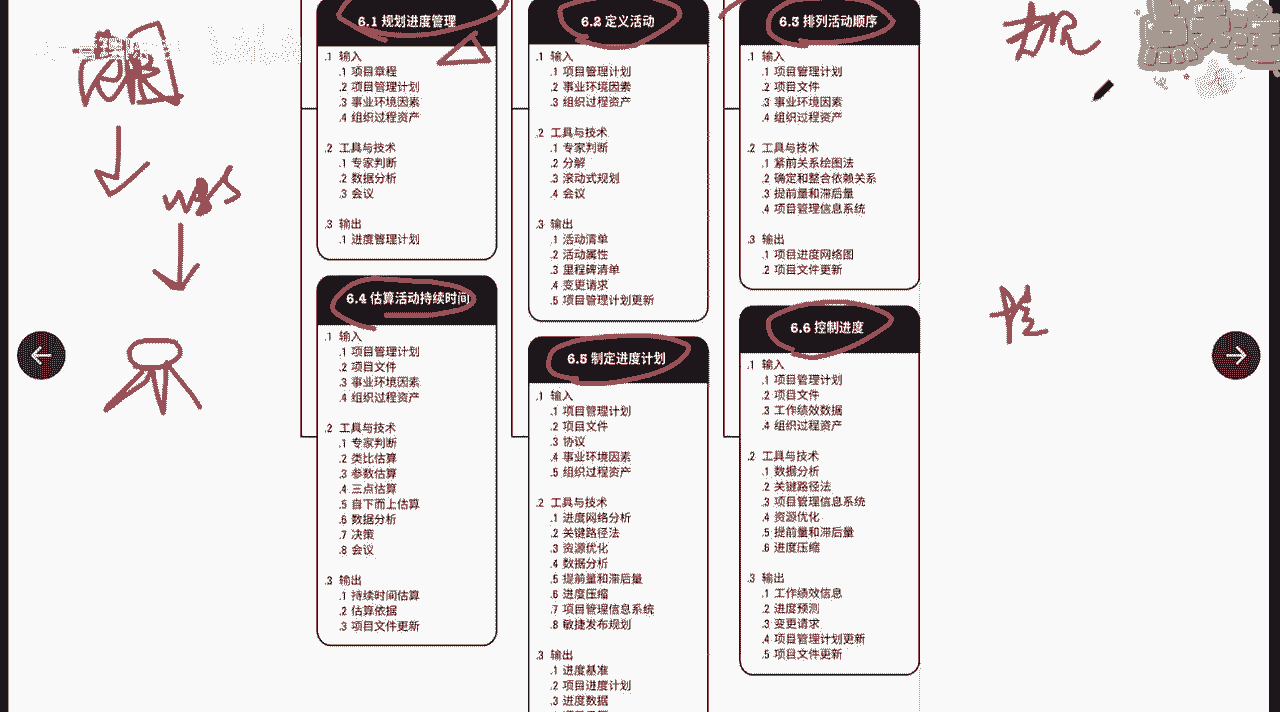 6.1 规划进度管理
.1 输入
.1 项目章程
.2 项目管理计划
.3 事业环境因素
.4 组织过程资产
.2 工具与技术
.1 专家判断
.2 数据分析
.3 会议
.3 输出
.1 进度管理计划
6.2 定义活动
.1 输入
.1 项目管理计划
.2 事业环境因素
.3 组织过程资产
.2 工具与技术
.1 专家判断
.2 分解
.3 滚动式规划
.4 会议
.3 输出
.1 活动清单
.2 活动属性
.3 里程碑清单
.4 变更请求
.5 项目管理计划更新
6.3 排列活动顺序
.1 输入
.1 项目管理计划
.2 项目文件
.3 事业环境因素
.4 组织过程资产
.2 工具与技术
.1 紧前关系绘图法
.2 确定和整合依赖关系
.3 提前量和滞后量
.4 项目管理信息系统
.3 输出
.1 项目进度网络图
.2 项目文件更新
6.4 估算活动持续时间
.1 输入
.1 项目管理计划
.2 项目文件
.3 事业环境因素
.4 组织过程资产
.2 工具与技术
.1 专家判断
.2 类比估算
.3 参数估算
.4 三点估算
.5 自下而上估算
.6 数据分析
.7 决策
.8 会议
.3 输出
.1 持续时间估算
.2 估算依据
.3 项目文件更新
6.5 制定进度计划
.1 输入
.1 项目管理计划
.2 项目文件
.3 协议
.4 事业环境因素
.5 组织过程资产
.2 工具与技术
.1 进度网络分析
.2 关键路径法
.3 资源优化
.4 数据分析
.5 提前量和滞后量
.6 进度压缩
.7 项目管理信息系统
.8 敏捷发布规划
.3 输出
.1 进度基准
.2 项目进度计划
.3 进度数据
6.6 控制进度
.1 输入
.1 项目管理计划
.2 项目文件
.3 工作绩效数据
.4 组织过程资产
.2 工具与技术
.1 数据分析
.2 关键路径法
.3 项目管理信息系统
.4 资源优化
.5 提前量和滞后量
.6 进度压缩
.3 输出
.1 工作绩效信息
.2 进度预测
.3 变更请求
.4 项目管理计划更新
.5 项目文件更新
WBS
点关注